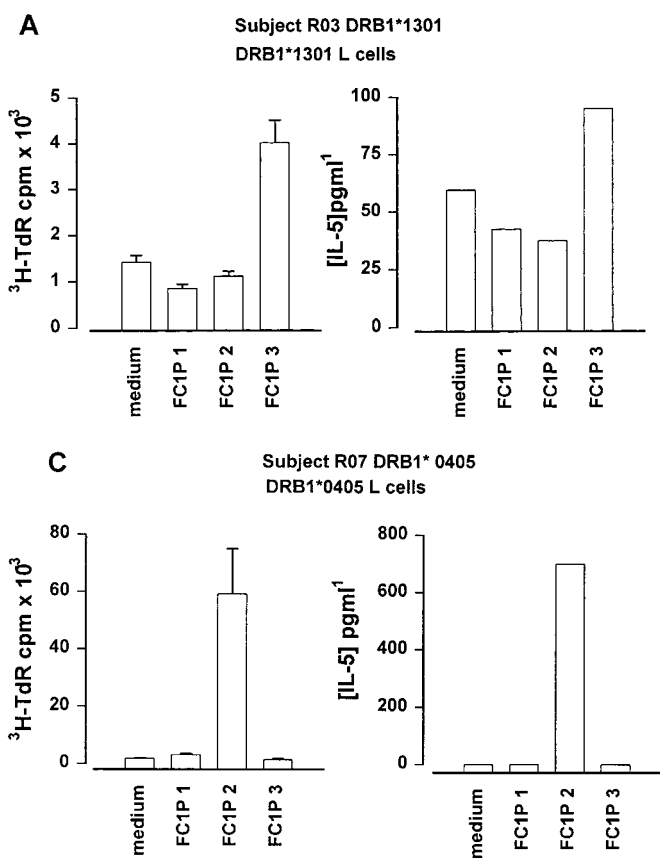 A
Subject R03 DRB1*1301
DRB1*1301 L cells
³H-TdR cpm x 10³
5
4
3
2
1
0
medium
FC1P 1
FC1P 2
FC1P 3
[IL-5]pgml¹
100
75
50
25
0
medium
FC1P 1
FC1P 2
FC1P 3
C
Subject R07 DRB1* 0405
DRB1*0405 L cells
³H-TdR cpm x 10³
80
60
40
20
0
medium
FC1P 1
FC1P 2
FC1P 3
[IL-5] pgml¹
800
600
400
200
0
medium
FC1P 1
FC1P 2
FC1P 3